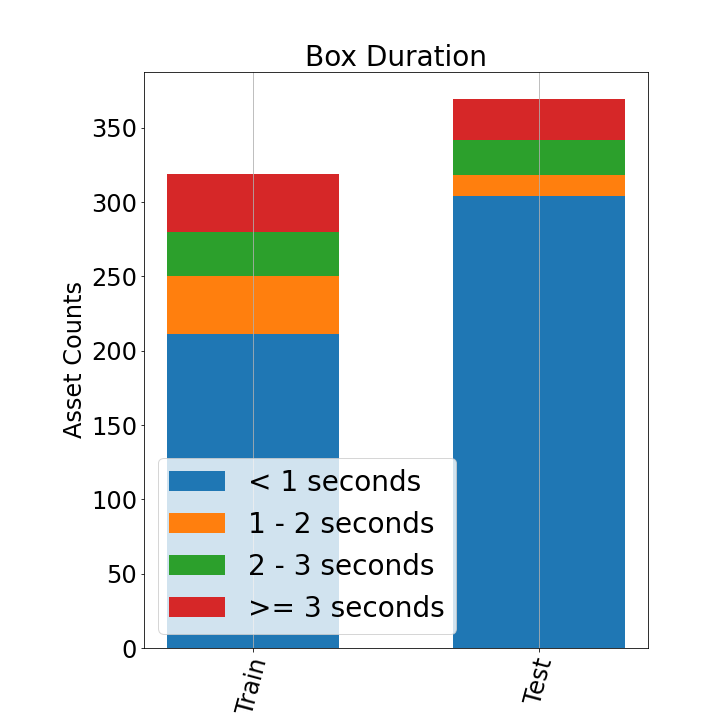 Box Duration
350
300
250
200
150
100
50
0
Asset Counts
< 1 seconds
1 - 2 seconds
2 - 3 seconds
>= 3 seconds
Train
Test